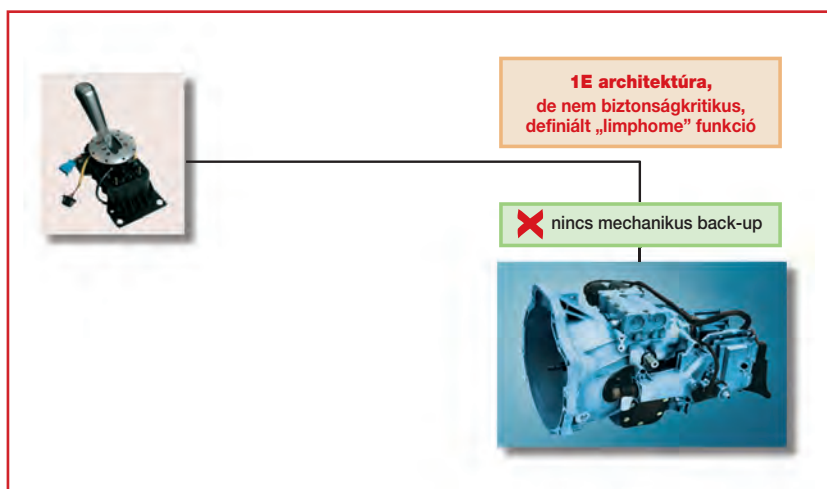 1E architektúra,
de nem biztonságkritikus,
definiált „limphome” funkció
nincs mechanikus back-up